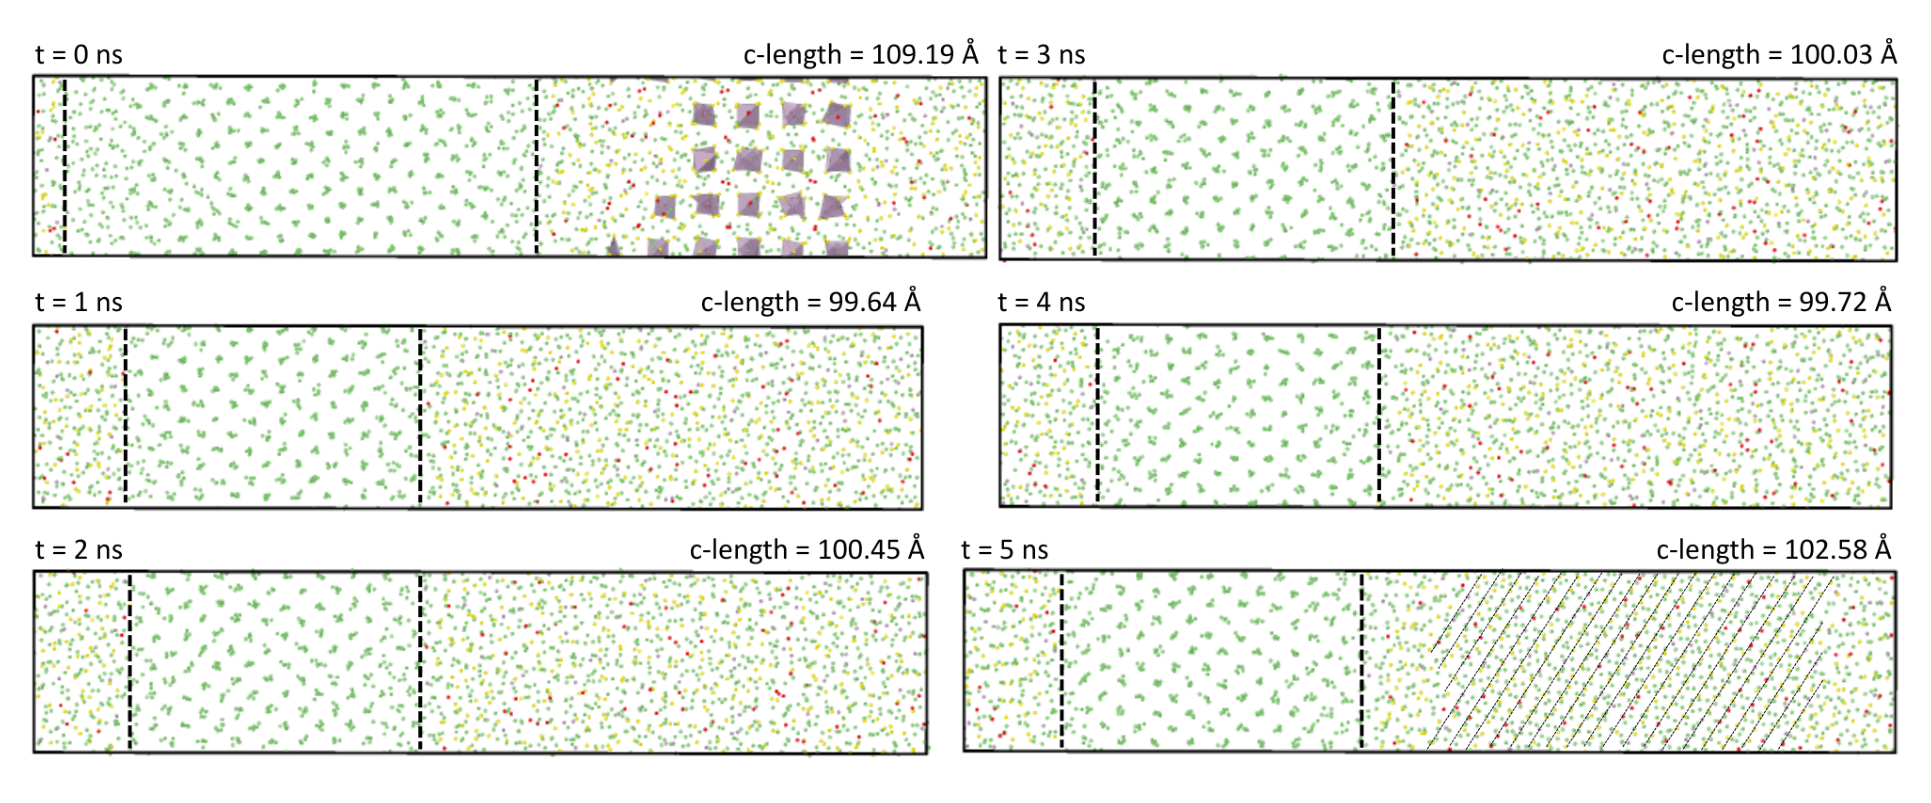 t = 0 ns
c-length = 109.19 Å
t = 3 ns
c-length = 100.03 Å
t = 1 ns
c-length = 99.64 Å
t = 4 ns
c-length = 99.72 Å
t = 2 ns
c-length = 100.45 Å
t = 5 ns
c-length = 102.58 Å